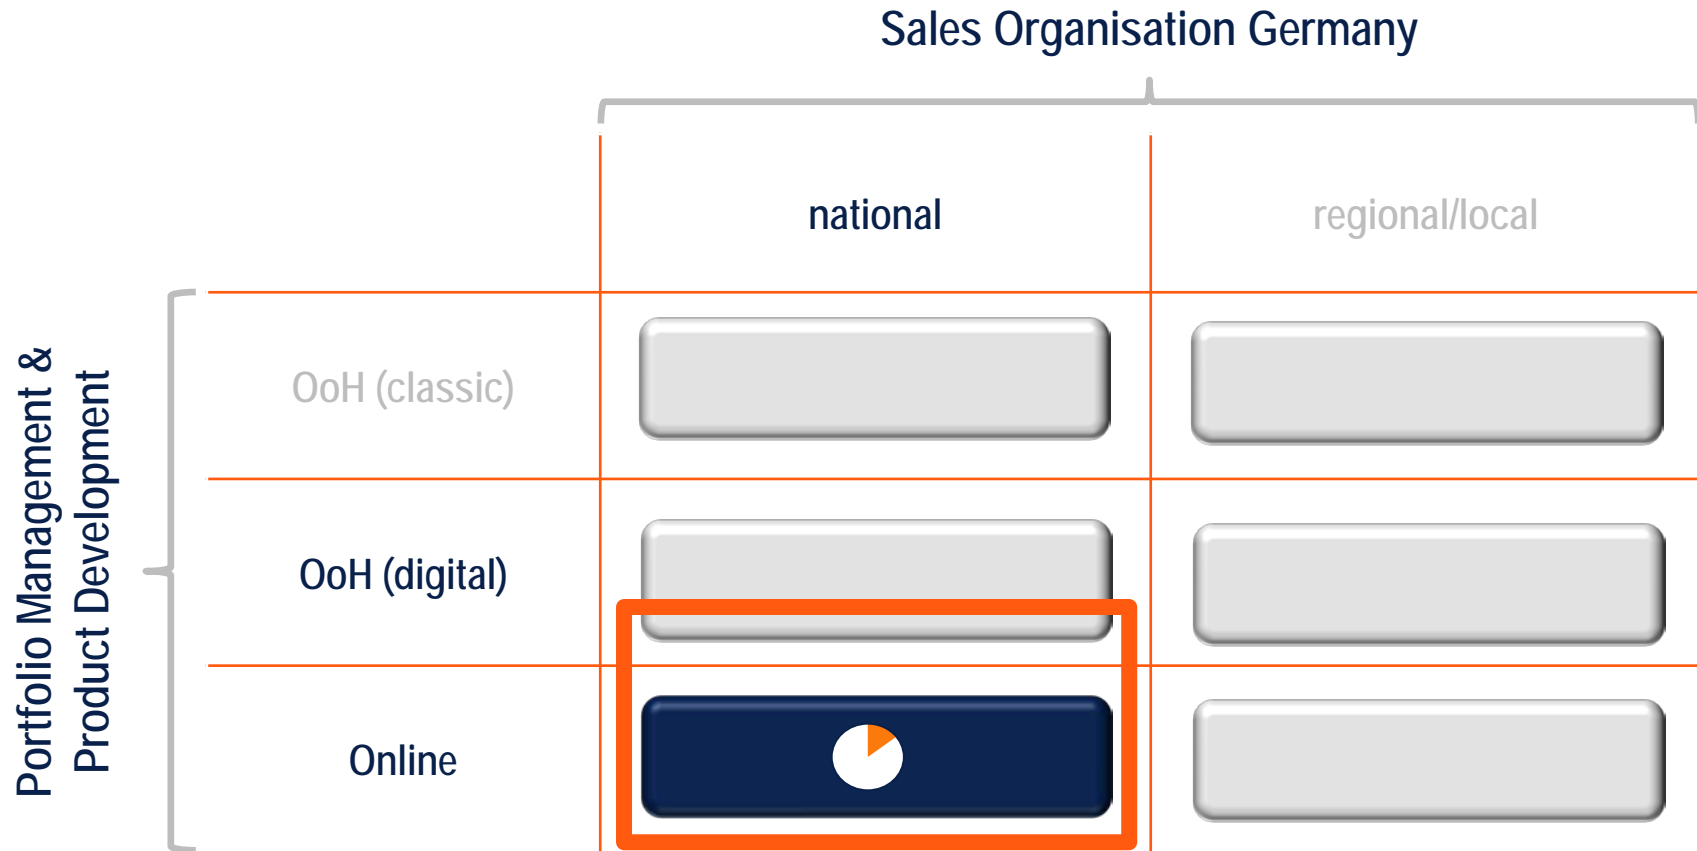 Sales Organisation Germany
national
regional/local
Portfolio Management &
Product Development
OoH (classic)
OoH (digital)
Online